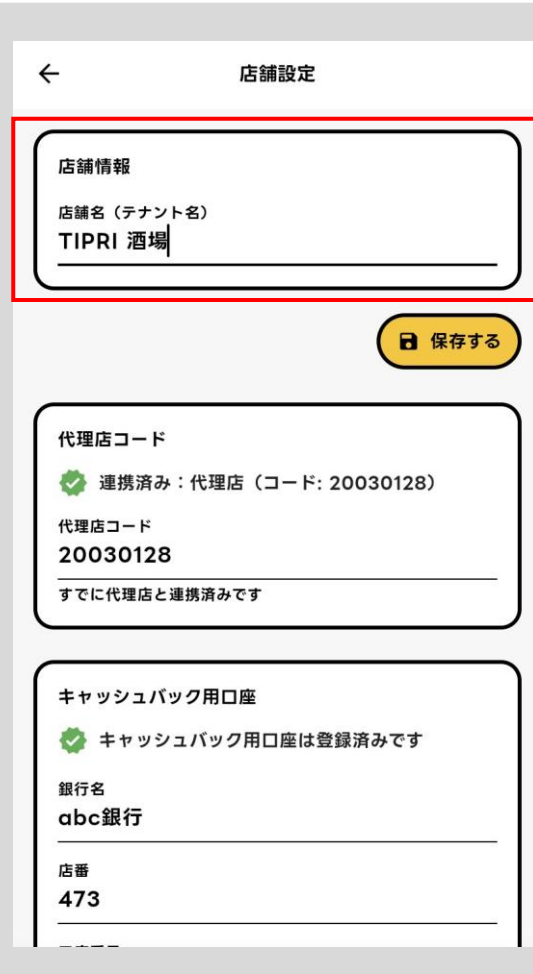 店舗設定
店舗情報
店舗名（テナント名）
TIPRI 酒場
保存する
代理店コード
連携済み：代理店（コード: 20030128）
代理店コード
20030128
すでに代理店と連携済みです
キャッシュバック用口座
キャッシュバック用口座は登録済みです
銀行名
abc銀行
店番
473